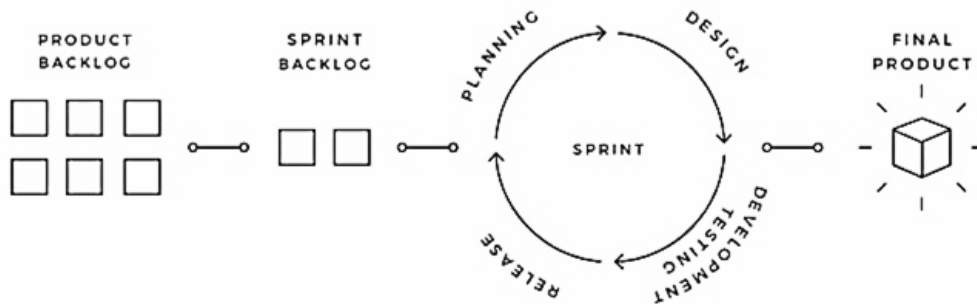 PRODUCT
BACKLOG
SPRINT
BACKLOG
PLANNING
DESIGN
SPRINT
DEVELOPMENT
TESTING
RELEASE
FINAL
PRODUCT